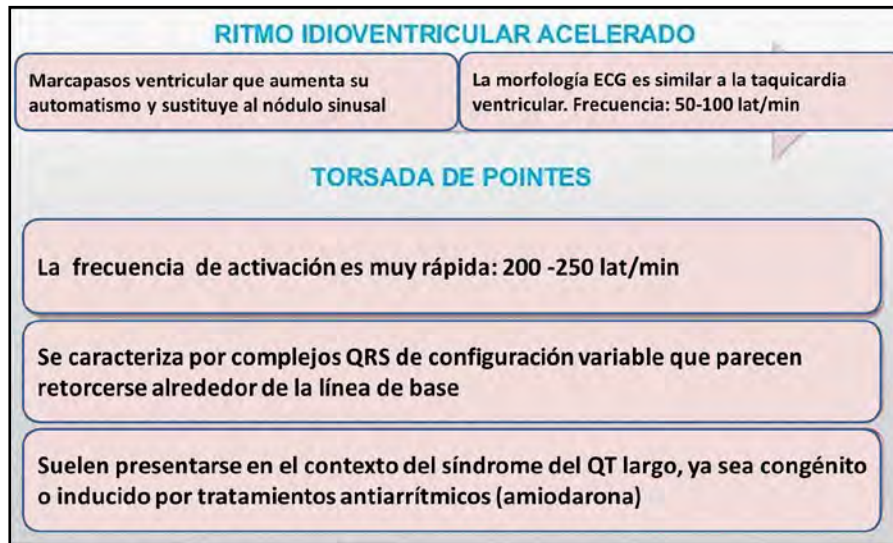 RITMO IDIOVENTRICULAR ACELERADO
Marcapasos ventricular que aumenta su
automatismo y sustituye al nódulo sinusal
La morfología ECG es similar a la taquicardia
ventricular. Frecuencia: 50-100 lat/min
TORSADA DE POINTES
La frecuencia de activación es muy rápida: 200 -250 lat/min
Se caracteriza por complejos QRS de configuración variable que parecen
retorcerse alrededor de la línea de base
Suelen presentarse en el contexto del síndrome del QT largo, ya sea congénito
o inducido por tratamientos antiarrítmicos (amiodarona)